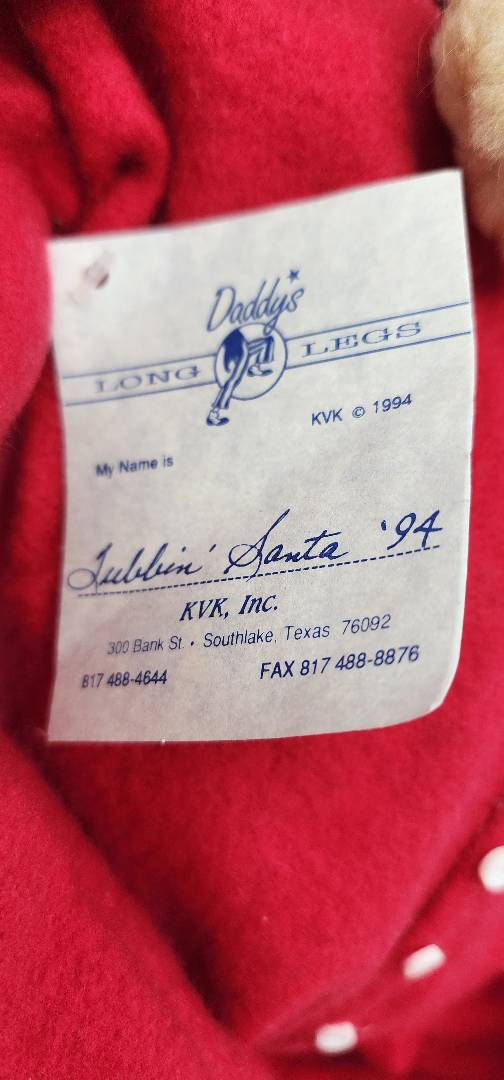 Daddy's
LONG LEGS
KVK © 1994
My Name is
Tubbin' Santa '94
KVK, Inc.
300 Bank St. • Southlake, Texas 76092
817 488-4644 FAX 817 488-8876